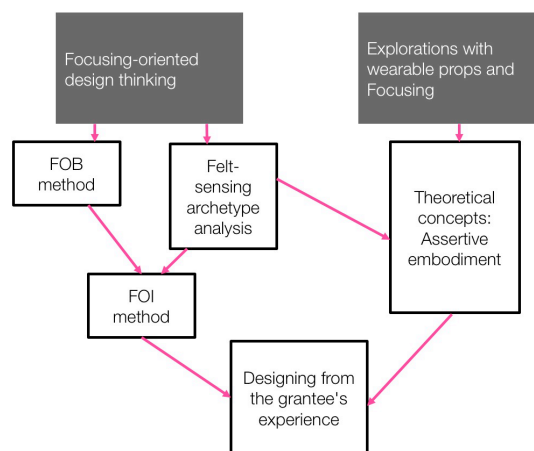 Focusing-oriented
design thinking
Explorations with
wearable props and
Focusing
FOB
method
Felt-
sensing
archetype
analysis
Theoretical
concepts:
Assertive
embodiment
FOI
method
Designing from
the grantee's
experience